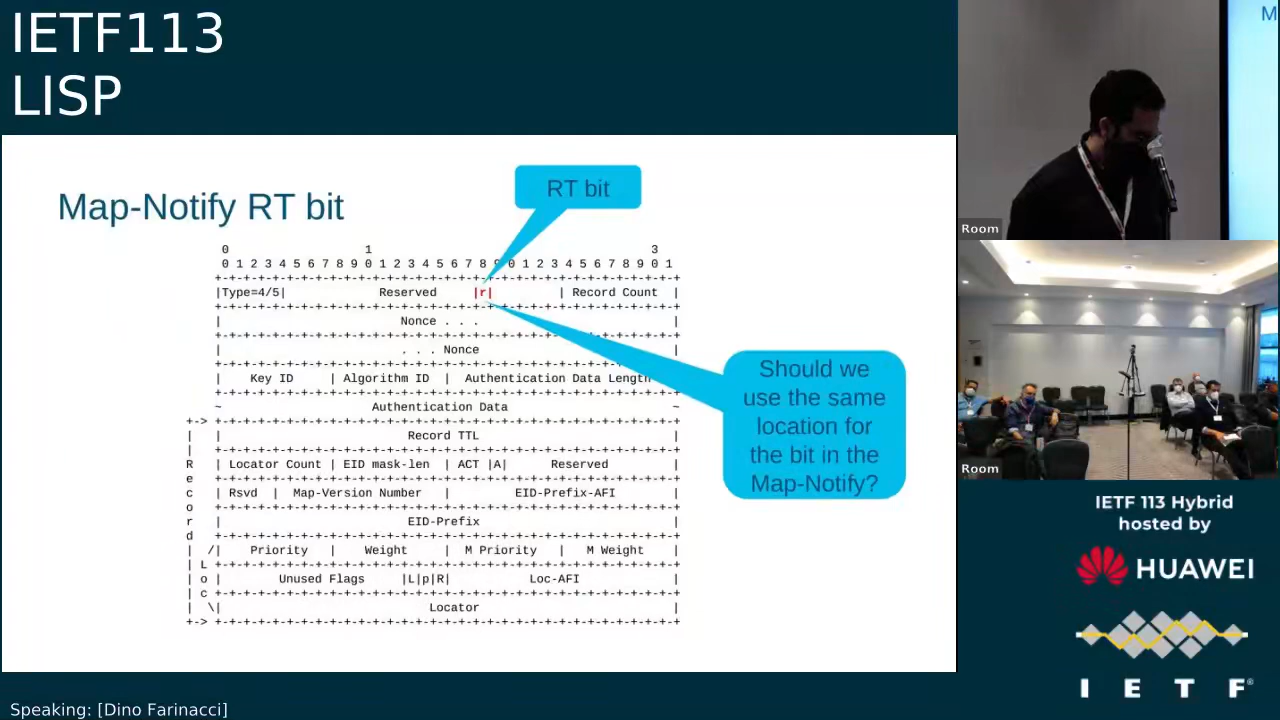 IETF113
LISP
M
Map-Notify RT bit
RT bit
0                   1                                       3
0 1 2 3 4 5 6 7 8 9 0 1 2 3 4 5 6 7 8 9 0 1 2 3 4 5 6 7 8 9 0 1
+-+-+-+-+-+-+-+-+-+-+-+-+-+-+-+-+-+-+-+-+-+-+-+-+-+-+-+-+-+-+-+-+
|Type=4/5|             Reserved     |r|         | Record Count  |
+-+-+-+-+-+-+-+-+-+-+-+-+-+-+-+-+-+-+-+-+-+-+-+-+-+-+-+-+-+-+-+-+
|                         Nonce . . .                           |
+-+-+-+-+-+-+-+-+-+-+-+-+-+-+-+-+-+-+-+-+-+-+-+-+-+-+-+-+-+-+-+-+
|                         . . . Nonce                           |
+-+-+-+-+-+-+-+-+-+-+-+-+-+-+-+-+-+-+-+-+-+-+-+-+-+-+-+-+-+-+-+-+
|    Key ID     | Algorithm ID  |  Authentication Data Length
+-+-+-+-+-+-+-+-+-+-+-+-+-+-+-+-+-+-+-+-+-+-+-+-+-+-+-+-+-+-+-+-+
~                     Authentication Data                       ~
+-> +-+-+-+-+-+-+-+-+-+-+-+-+-+-+-+-+-+-+-+-+-+-+-+-+-+-+-+-+-+-+-+-+
|   |                          Record TTL                           |
|   +-+-+-+-+-+-+-+-+-+-+-+-+-+-+-+-+-+-+-+-+-+-+-+-+-+-+-+-+-+-+-+-+
R   | Locator Count | EID mask-len  | ACT |A|      Reserved         |
e   +-+-+-+-+-+-+-+-+-+-+-+-+-+-+-+-+-+-+-+-+-+-+-+-+-+-+-+-+-+-+-+-+
c   | Rsvd  |  Map-Version Number   |         EID-Prefix-AFI        |
o   +-+-+-+-+-+-+-+-+-+-+-+-+-+-+-+-+-+-+-+-+-+-+-+-+-+-+-+-+-+-+-+-+
r   |                          EID-Prefix                           |
d   +-+-+-+-+-+-+-+-+-+-+-+-+-+-+-+-+-+-+-+-+-+-+-+-+-+-+-+-+-+-+-+-+
|  /|    Priority   |    Weight     |  M Priority   |   M Weight    |
| L +-+-+-+-+-+-+-+-+-+-+-+-+-+-+-+-+-+-+-+-+-+-+-+-+-+-+-+-+-+-+-+-+
| o |        Unused Flags     |L|p|R|           Loc-AFI             |
| c +-+-+-+-+-+-+-+-+-+-+-+-+-+-+-+-+-+-+-+-+-+-+-+-+-+-+-+-+-+-+-+-+
|  \|                             Locator                           |
+-> +-+-+-+-+-+-+-+-+-+-+-+-+-+-+-+-+-+-+-+-+-+-+-+-+-+-+-+-+-+-+-+-+
Should we
use the same
location for
the bit in the
Map-Notify?
Room
Room
IETF 113 Hybrid
hosted by
HUAWEI
I E T F®
Speaking: [Dino Farinacci]